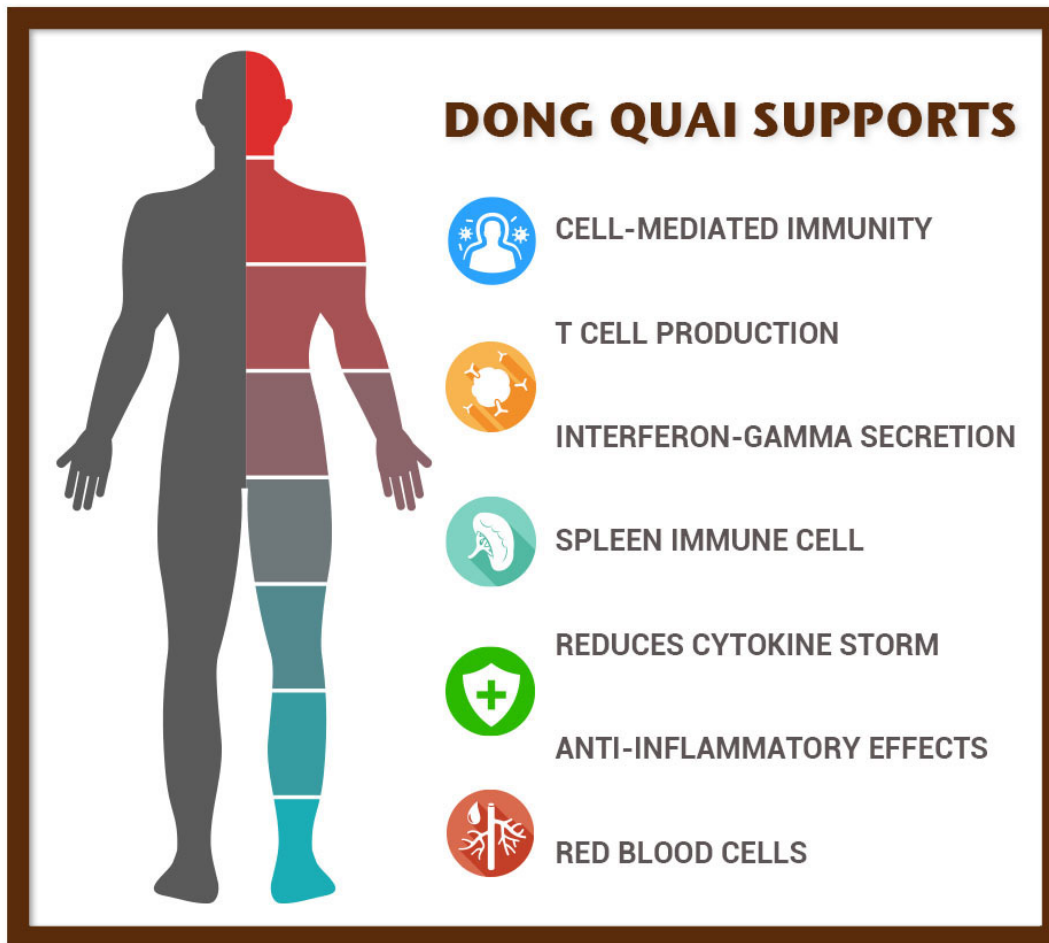 DONG QUAI SUPPORTS
CELL-MEDIATED IMMUNITY
T CELL PRODUCTION
INTERFERON-GAMMA SECRETION
SPLEEN IMMUNE CELL
REDUCES CYTOKINE STORM
ANTI-INFLAMMATORY EFFECTS
RED BLOOD CELLS